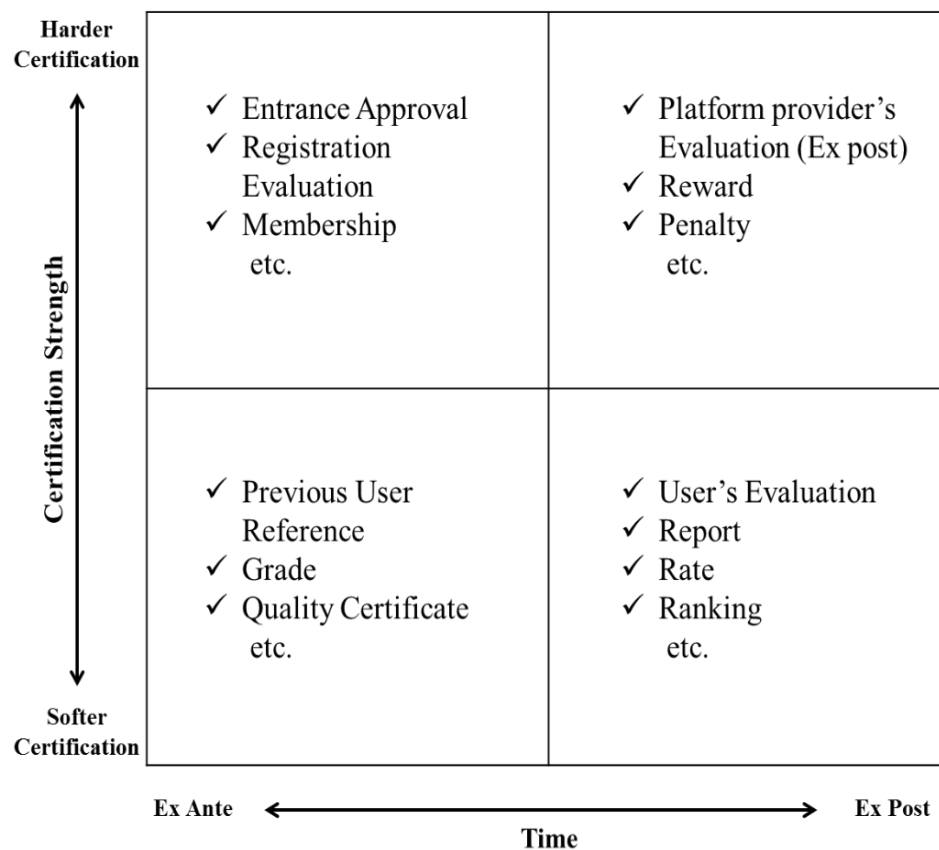 Harder
Certification
✓ Entrance Approval
✓ Registration
Evaluation
✓ Membership
etc.
✓ Platform provider’s
Evaluation (Ex post)
✓ Reward
✓ Penalty
etc.
Certification Strength
✓ Previous User
Reference
✓ Grade
✓ Quality Certificate
etc.
✓ User’s Evaluation
✓ Report
✓ Rate
✓ Ranking
etc.
Softer
Certification
Ex Ante
Ex Post
Time